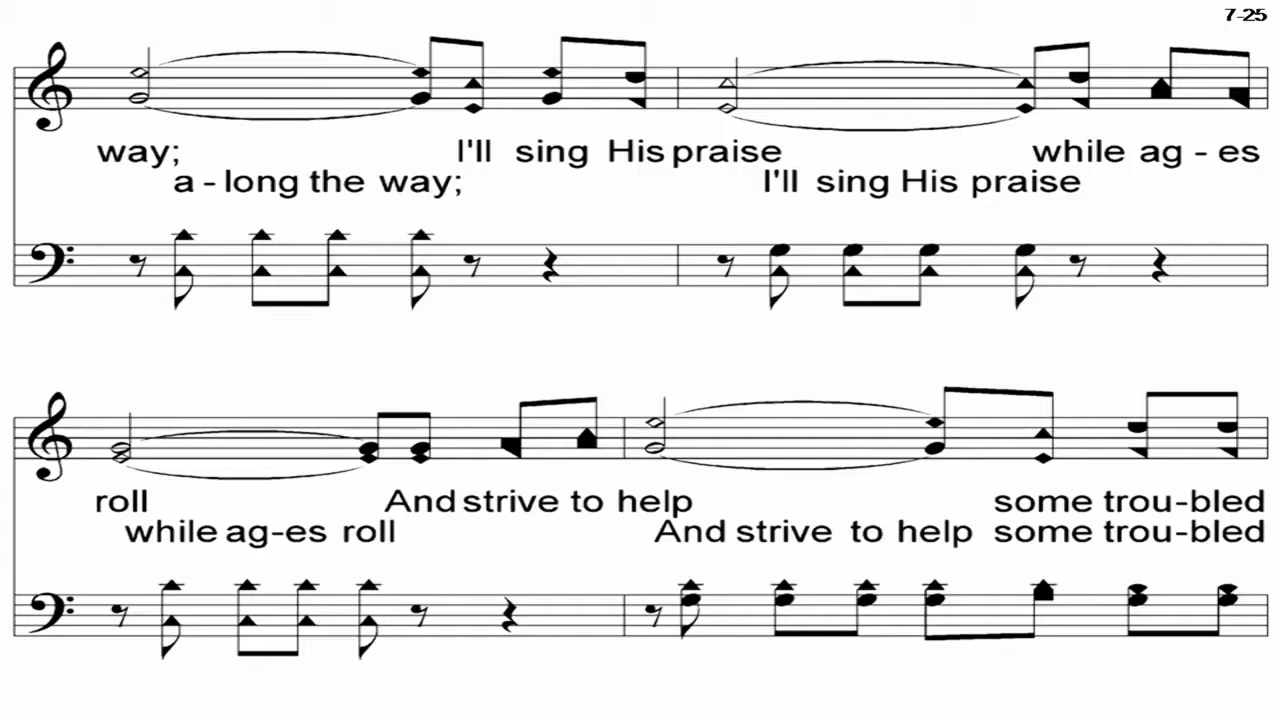 7-25
way; I'll sing His praise while ag - es
a - long the way; I'll sing His praise
roll And strive to help some trou-bled
while ag-es roll And strive to help some trou-bled